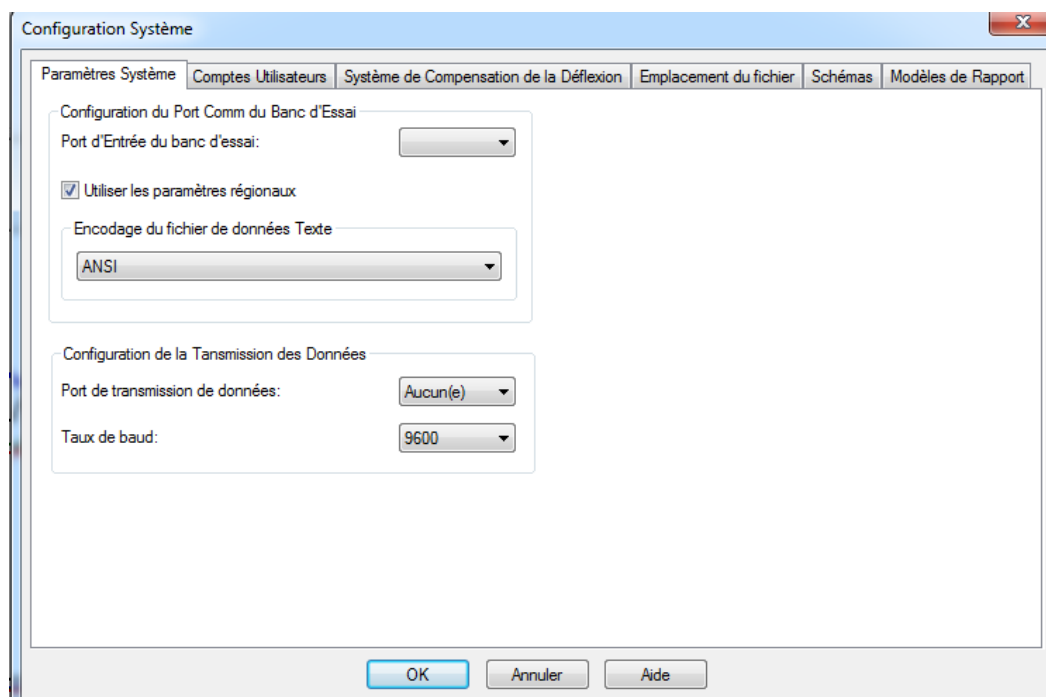 Configuration Système
Paramètres Système Comptes Utilisateurs Système de Compensation de la Déflexion Emplacement du fichier Schémas Modèles de Rapport
Configuration du Port Comm du Banc d'Essai
Port d'Entrée du banc d'essai:
Utiliser les paramètres régionaux
Encodage du fichier de données Texte
ANSI
Configuration de la Tansmission des Données
Port de transmission de données: Aucun(e)
Taux de baud: 9600
OK Annuler Aide